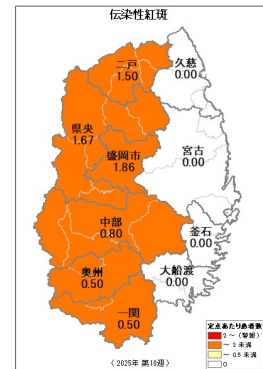 伝染性紅斑
二戸
1.50
久慈
0.00
県央
1.67
盛岡市
1.86
宮古
0.00
中部
0.80
釜石
0.00
奥州
0.50
大船渡
0.00
一関
0.50
定点あたり患者数
2～(警報)
～2未満
～0.5未満
0
(2025年 第10週)